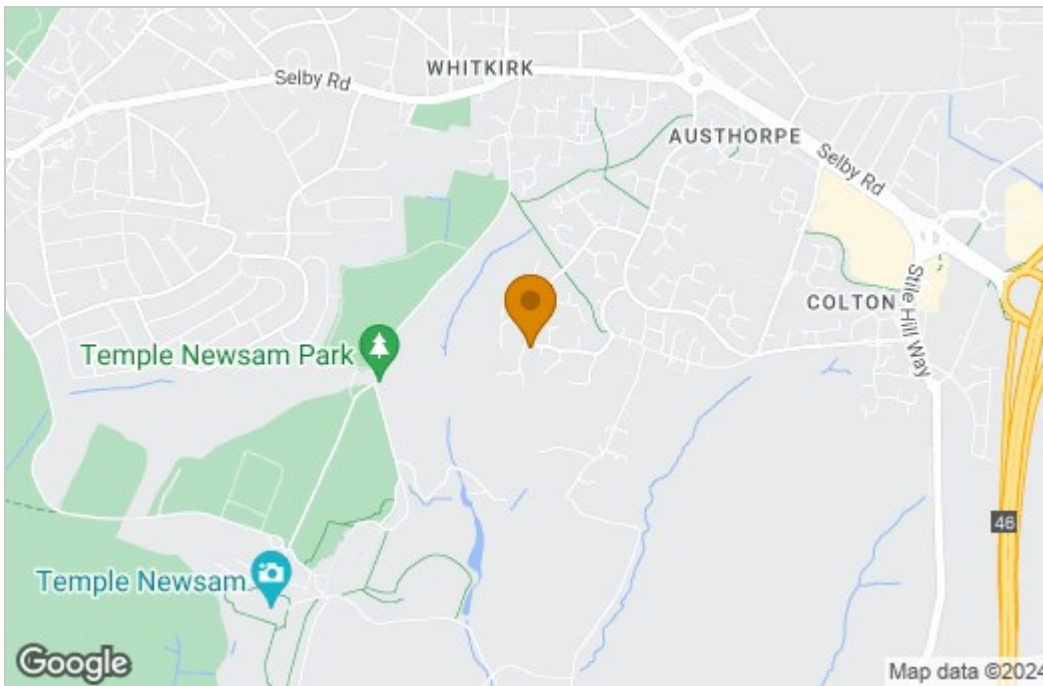 WHITKIRK
Selby Rd
AUSTHORPE
Selby Rd
COLTON
Stile Hill Way
Temple Newsam Park
46
Temple Newsam
Google
Map data ©2024